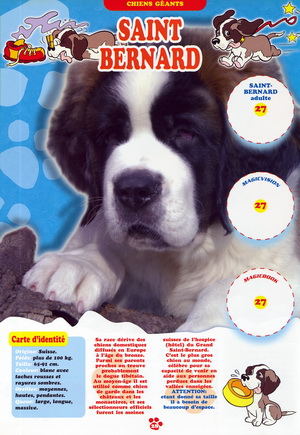 CHIENS GÉANTS
SAINT
BERNARD
SAINT-
BERNARD
adulte
27
MAGICVISION
27
MAGICBOOK
27
Carte d'identité
Origine: Suisse.
Poids: plus de 100 kg.
Taille: 65-91 cm.
Couleur: blanc avec
taches rousses et
rayures sombres.
Oreilles: moyennes,
hautes, pendantes.
Queue: large, longue,
massive.
Sa race dérive des
chiens domestiques
diffusés en Europe
à l'âge du bronze.
Parmi ses parents
proches on trouve
probablement
le dogue tibétain.
Au moyen-âge il est
utilisé comme chien
de garde dans les
châteaux et les
monastères, et ses
sélectionneurs officiels
furent les moines
suisses de l'hospice
(hôtel) du Grand
Saint-Bernard.
C'est le plus gros
chien au monde,
célèbre pour sa
capacité de venir en
aide aux personnes
perdues dans les
vallées enneigées.
ATTENTION:
étant donné sa taille
il a besoin de
beaucoup d'espace.
28